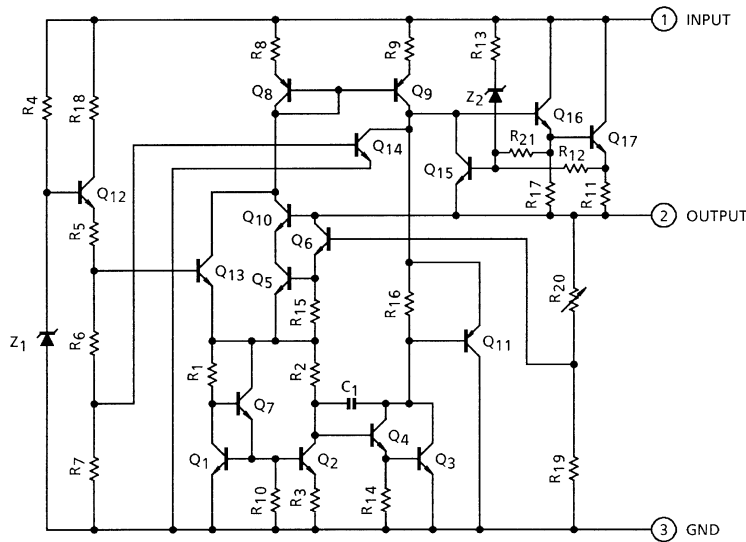 1 INPUT
R8
R9
R13
R4
R18
Q8
Q9
Z2
Q16
Q14
R21
Q17
Q12
Q15
R12
R17
R11
R5
Q10
Q6
2 OUTPUT
Q13
Q5
R20
R15
R16
Z1
R6
Q11
R1
R2
Q7
C1
Q4
R7
Q1
Q2
Q3
R19
R10
R3
R14
3 GND